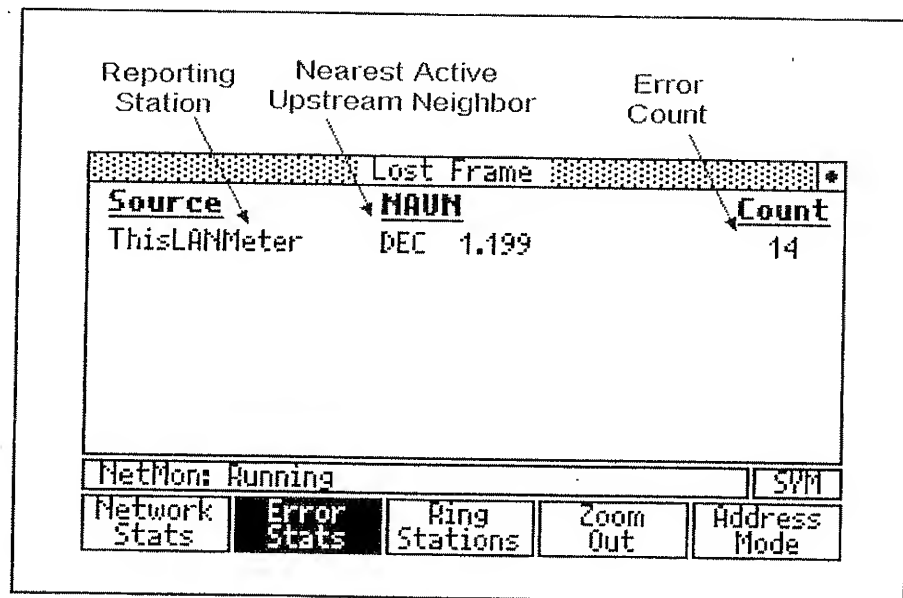 Reporting
Station
Nearest Active
Upstream Neighbor
Error
Count
Lost Frame
Source NAUN Count
ThisLANMeter DEC 1.199 14
NetMon: Running SYM
Network
Stats
Error
Stats
Ring
Stations
Zoom
Out
Address
Mode